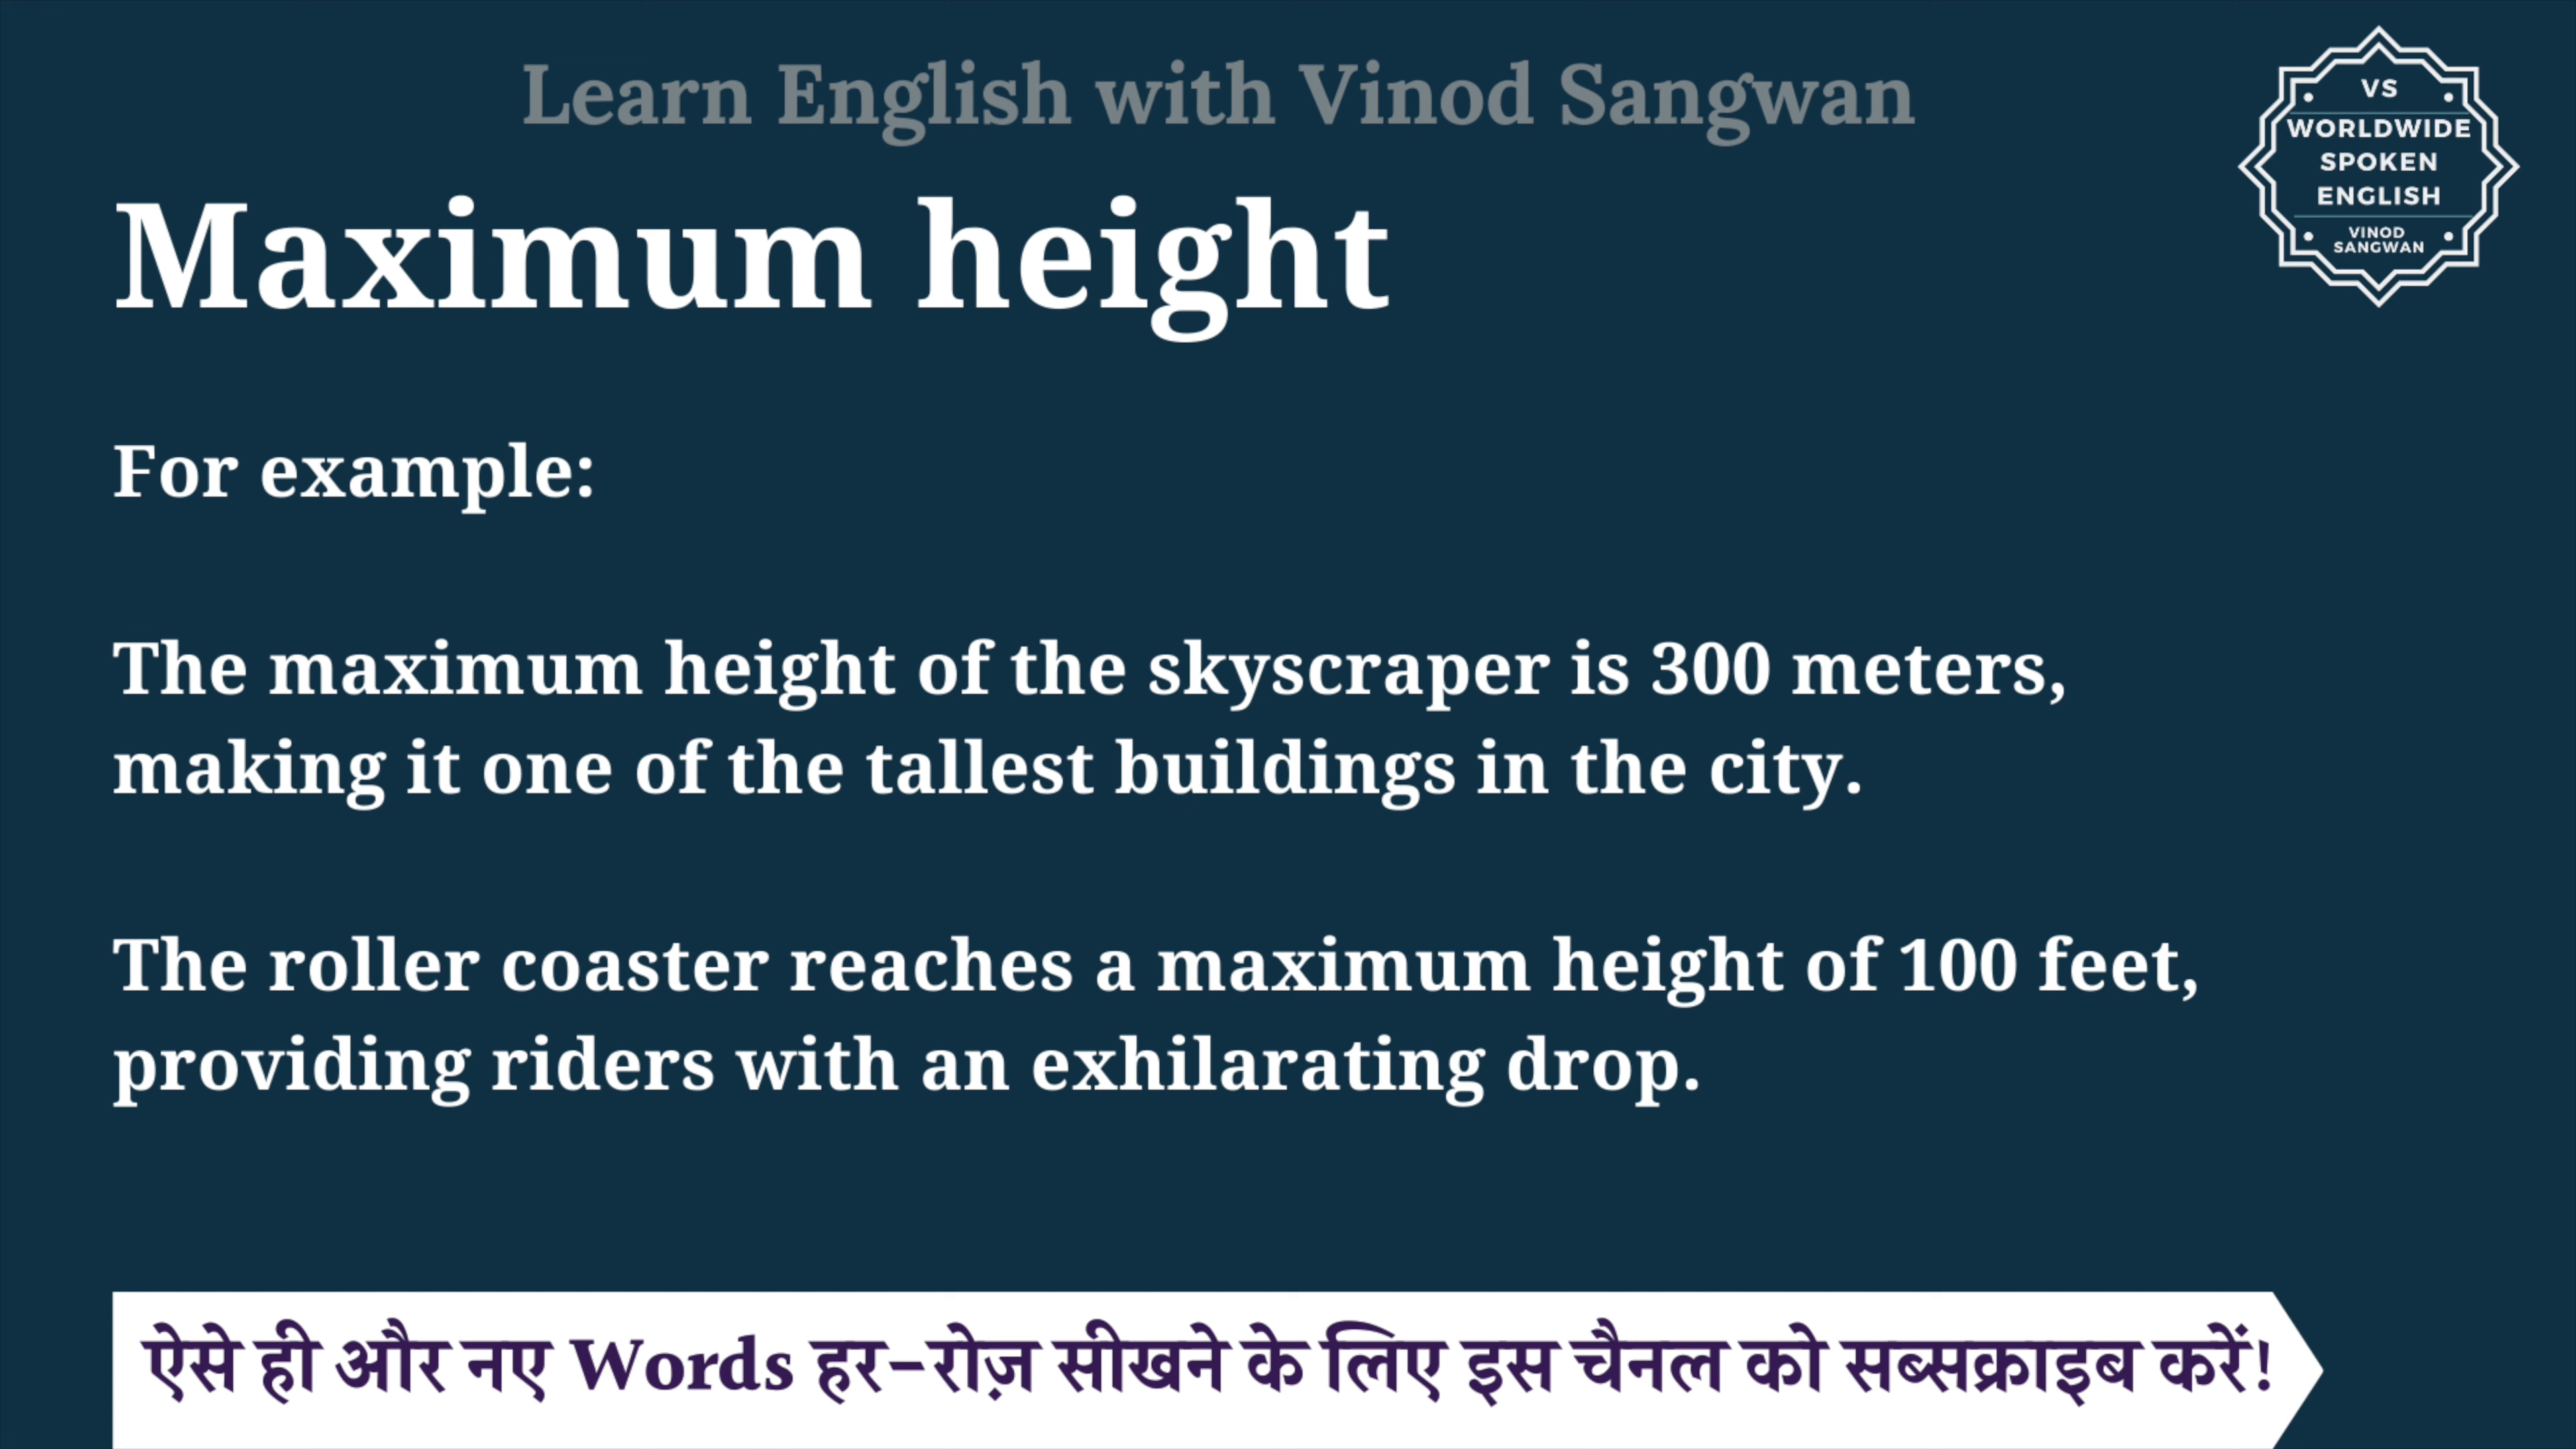 Learn English with Vinod Sangwan
VS
WORLDWIDE
SPOKEN
ENGLISH
VINOD
SANGWAN
Maximum height
For example:
The maximum height of the skyscraper is 300 meters,
making it one of the tallest buildings in the city.
The roller coaster reaches a maximum height of 100 feet,
providing riders with an exhilarating drop.
ऐसे ही और नए Words हर-रोज़ सीखने के लिए इस चैनल को सब्सक्राइब करें!